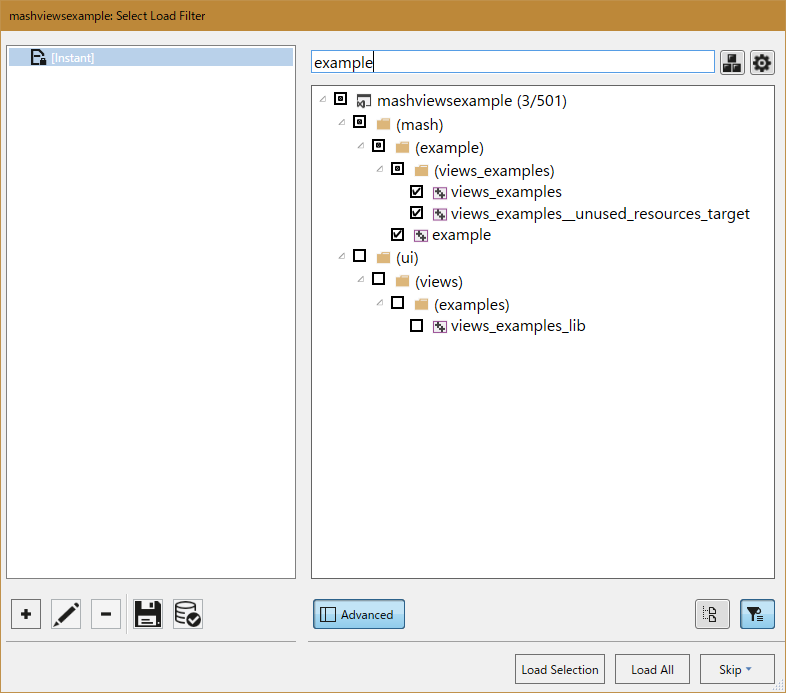 mashviewsexample: Select Load Filter
[Instant]
example
mashviewsexample (3/501)
(mash)
(example)
(views_examples)
views_examples
views_examples__unused_resources_target
example
(ui)
(views)
(examples)
views_examples_lib
Advanced
Load Selection
Load All
Skip